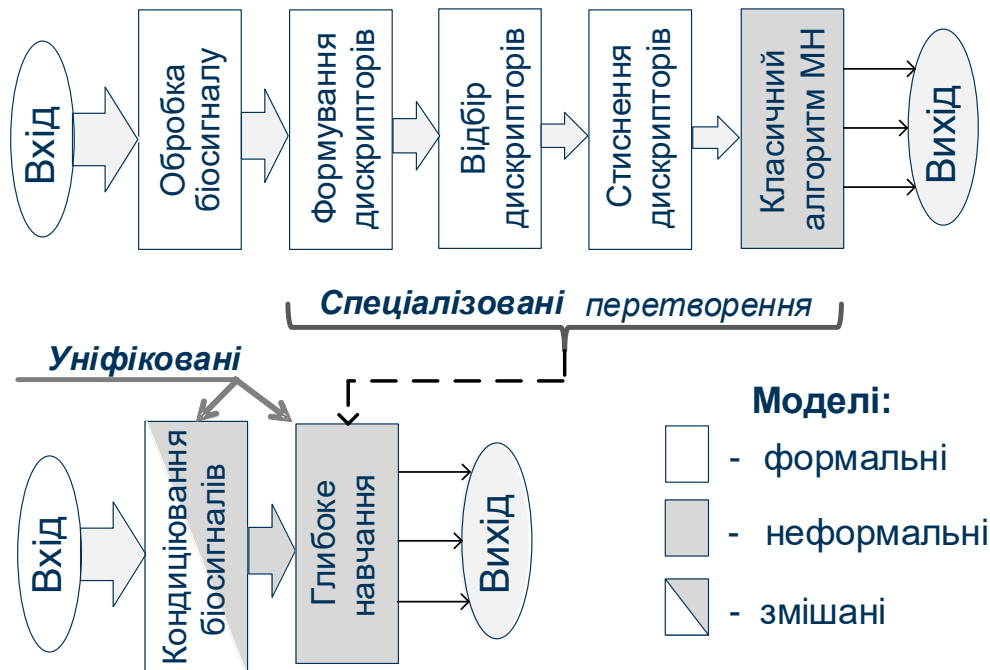 Вхід
Обробка
біосигналу
Формування
дискрипторів
Відбір
дискрипторів
Стиснення
дискрипторів
Класичний
алгоритм МН
Вихід
Спеціалізовані перетворення
Уніфіковані
Вхід
Кондиціювання
біосигналів
Глибоке
навчання
Вихід
Моделі:
- формальні
- неформальні
- змішані